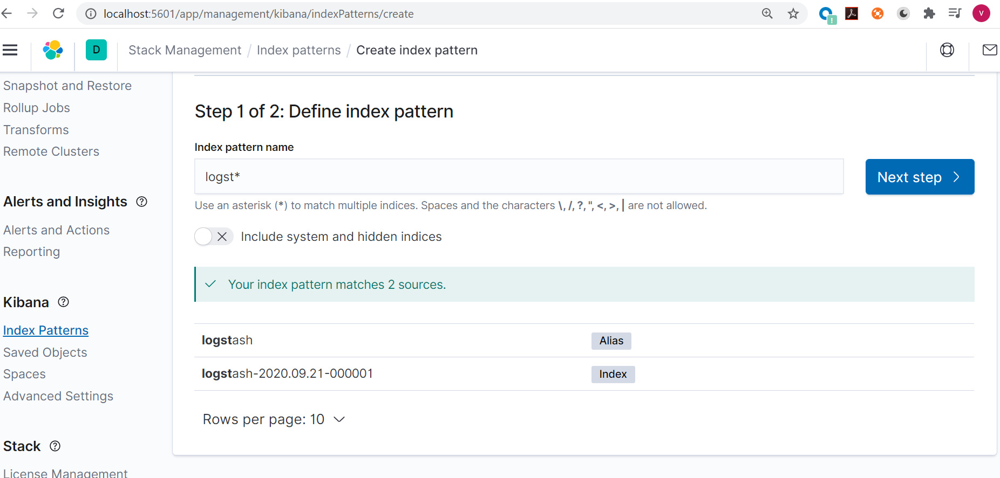 localhost:5601/app/management/kibana/indexPatterns/create
V
D
Stack Management / Index patterns / Create index pattern
Snapshot and Restore
Rollup Jobs
Transforms
Remote Clusters
Alerts and Insights
Alerts and Actions
Reporting
Kibana
Index Patterns
Saved Objects
Spaces
Advanced Settings
Stack
License Management
Step 1 of 2: Define index pattern
Index pattern name
logst*
Next step
Use an asterisk (*) to match multiple indices. Spaces and the characters \, /, ?, ", <, >, | are not allowed.
Include system and hidden indices
Your index pattern matches 2 sources.
logstash Alias
logstash-2020.09.21-000001 Index
Rows per page: 10